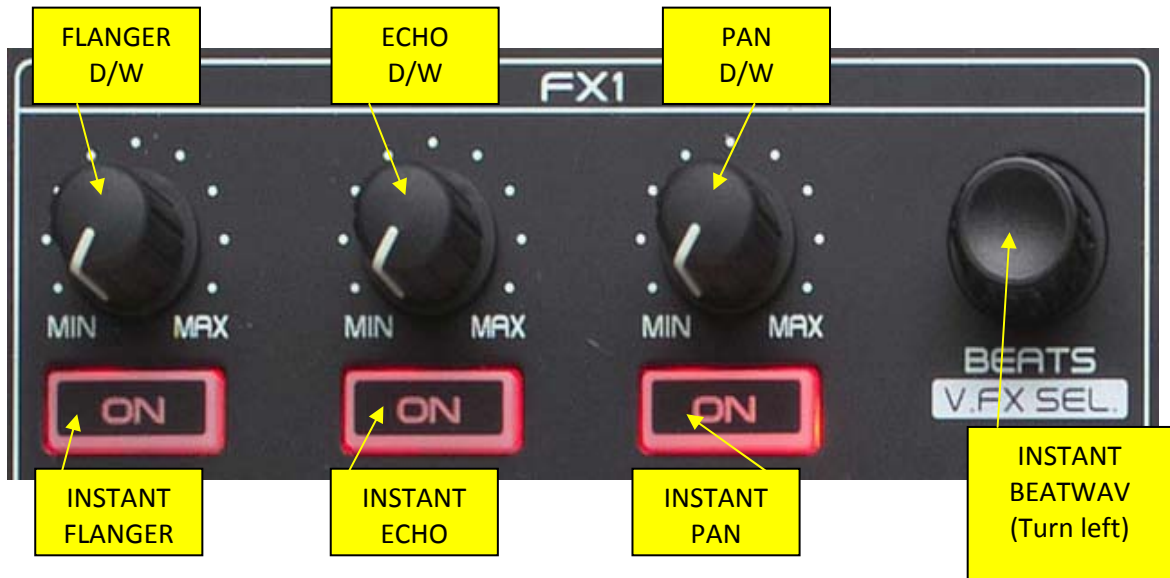 FLANGER
D/W
ECHO
D/W
PAN
D/W
FX1
MIN
MAX
MIN
MAX
MIN
MAX
BEATS
V.FX SEL.
ON
ON
ON
INSTANT
FLANGER
INSTANT
ECHO
INSTANT
PAN
INSTANT
BEATWAV
(Turn left)